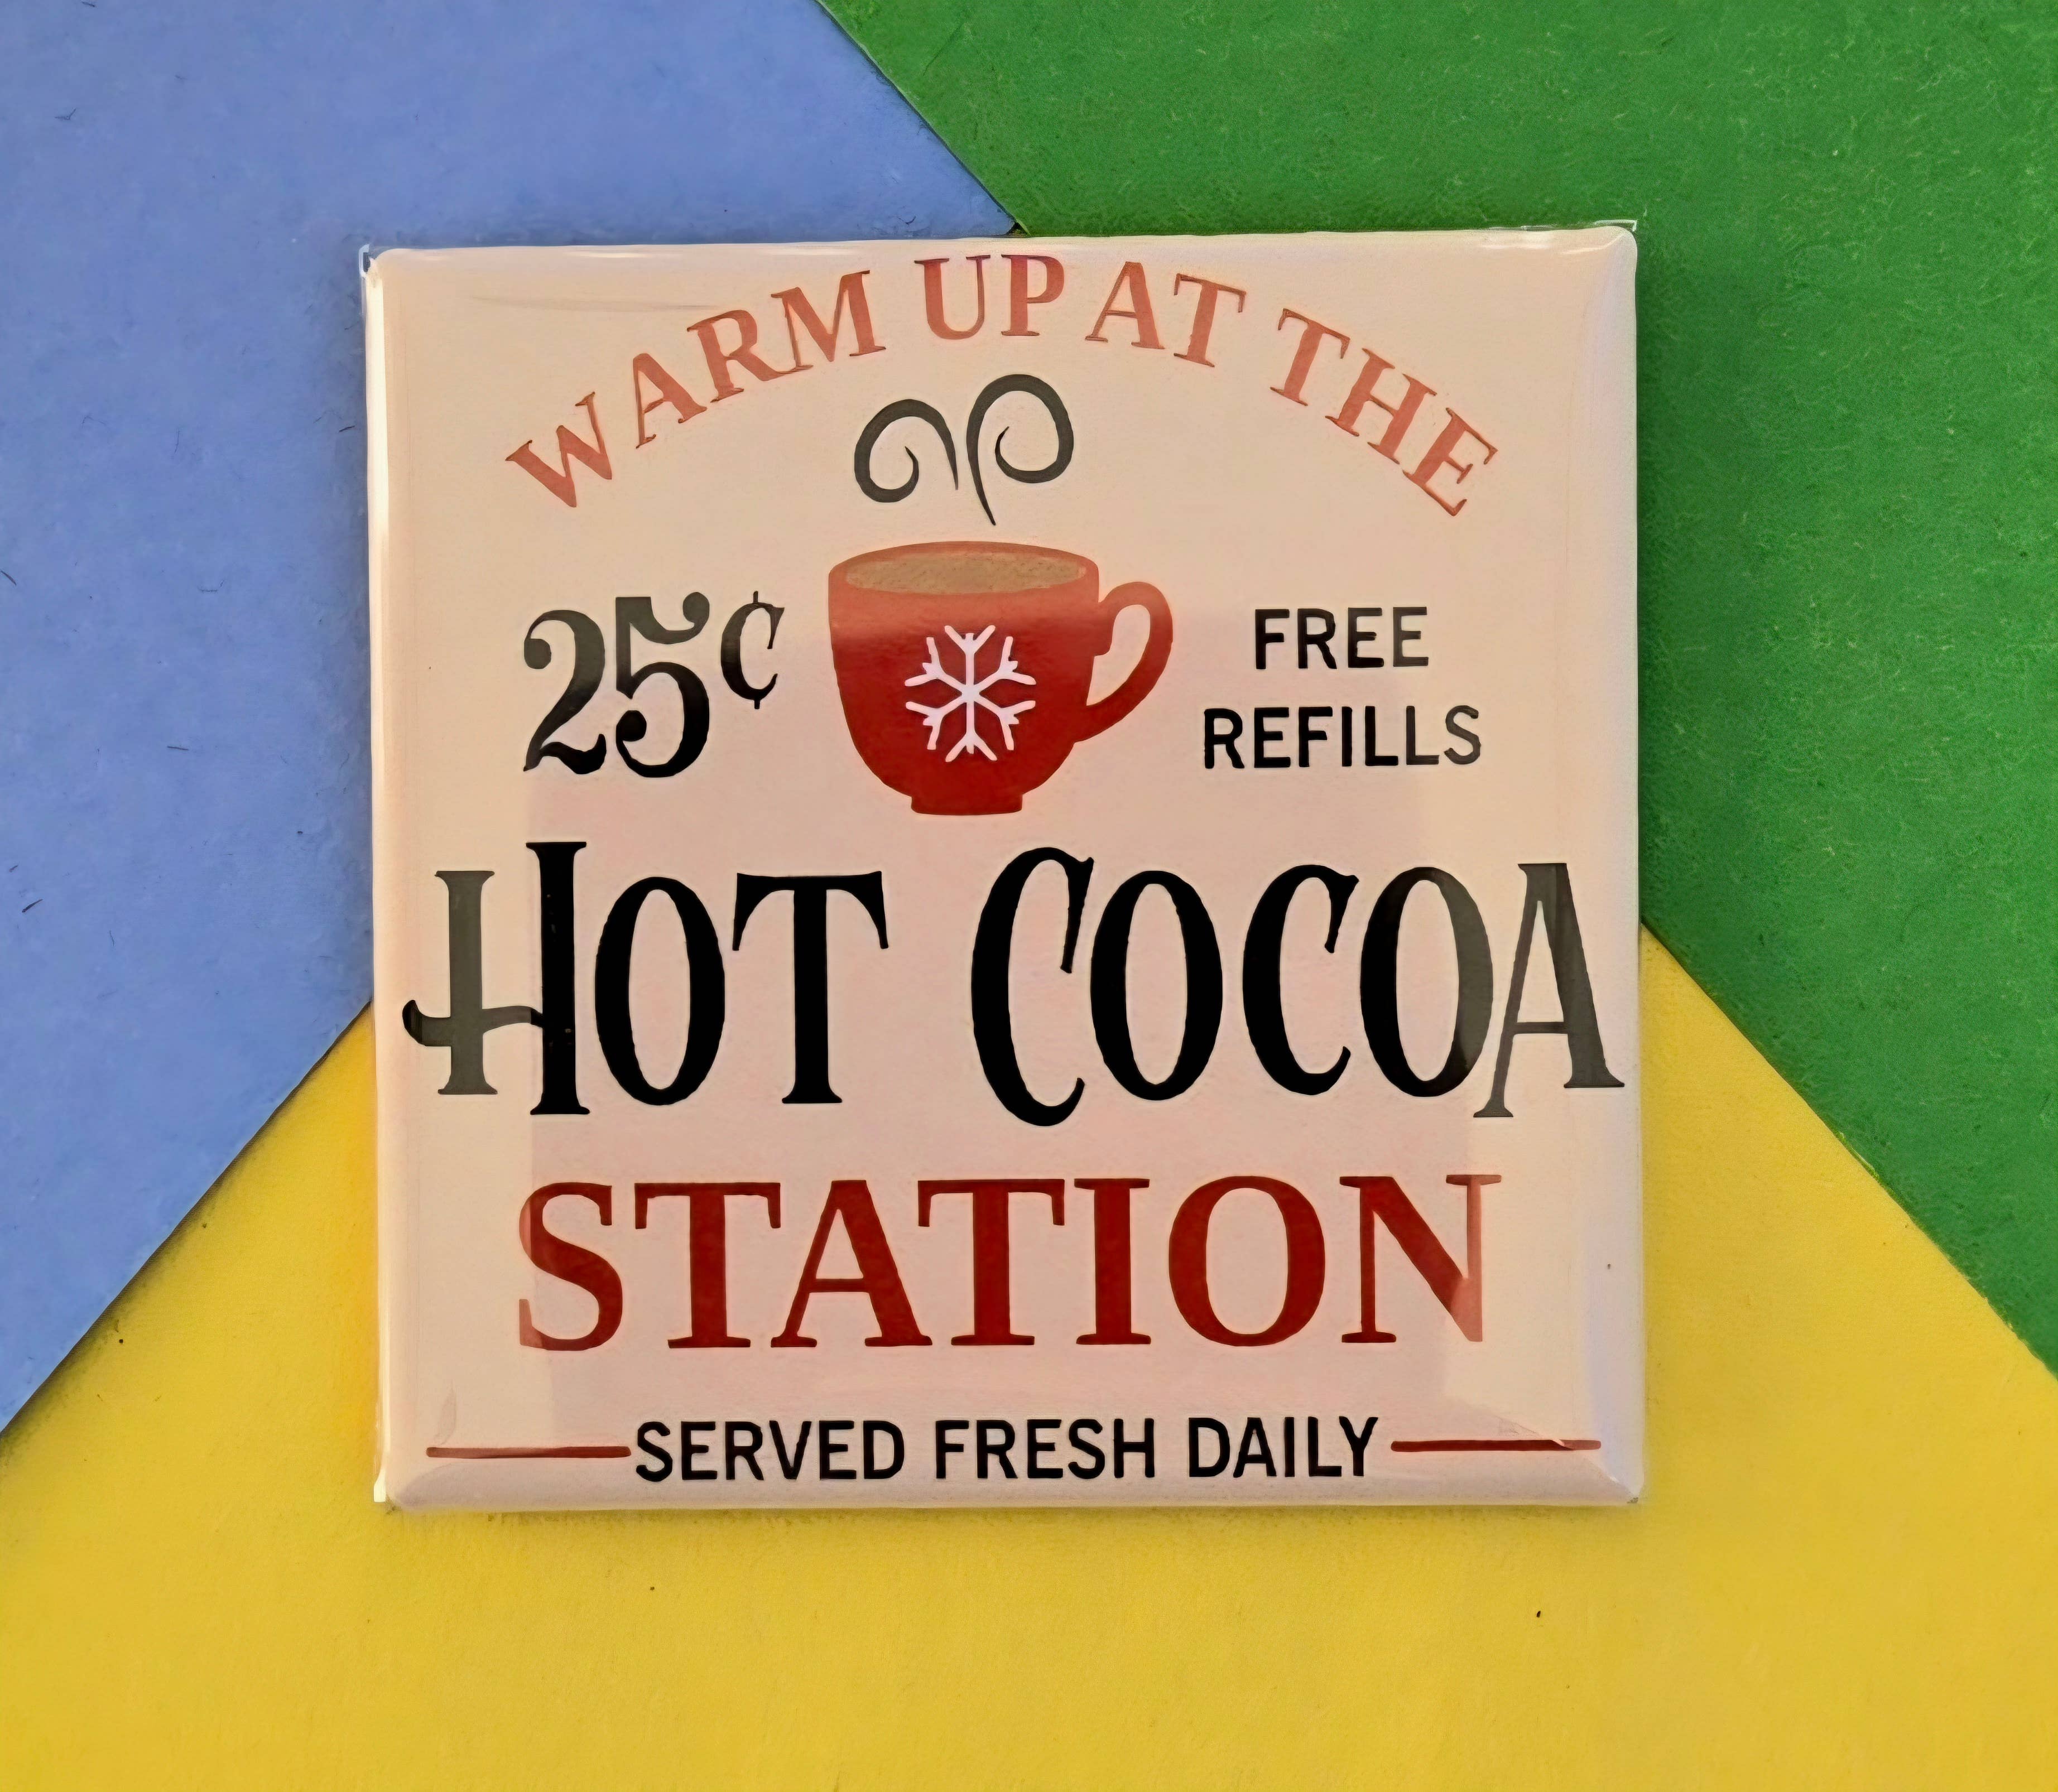 WARM UP AT THE
25¢
FREE
REFILLS
HOT COCOA
STATION
SERVED FRESH DAILY